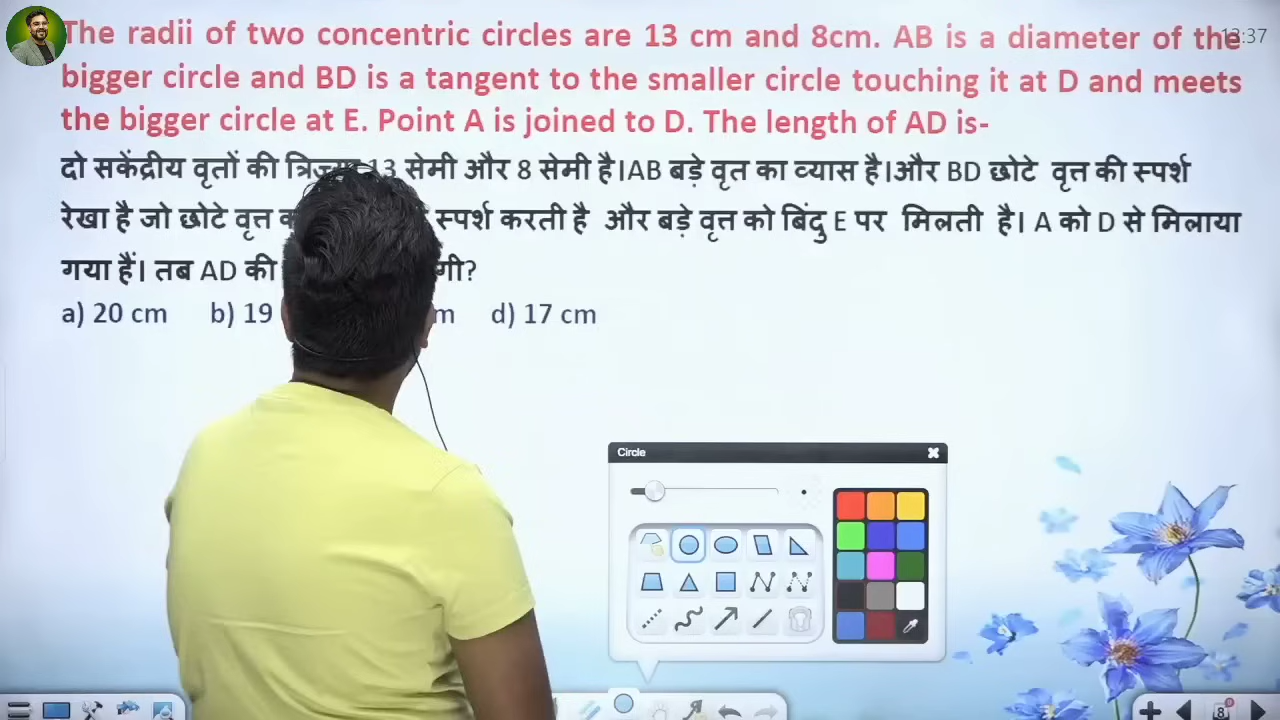 The radii of two concentric circles are 13 cm and 8cm. AB is a diameter of the
13:37
bigger circle and BD is a tangent to the smaller circle touching it at D and meets
the bigger circle at E. Point A is joined to D. The length of AD is-
दो सकेंद्रीय वृतों की 13 सेमी और 8 सेमी है।AB बड़े वृत का व्यास है।और BD छोटे वृत्त की स्पर्श
रेखा है जो छोटे वृत्त स्पर्श करती है और बड़े वृत्त को बिंदु E पर मिलती है। A को D से मिलाया
गया हैं। तब AD की
a) 20 cm b) 19 d) 17 cm
Circle
8